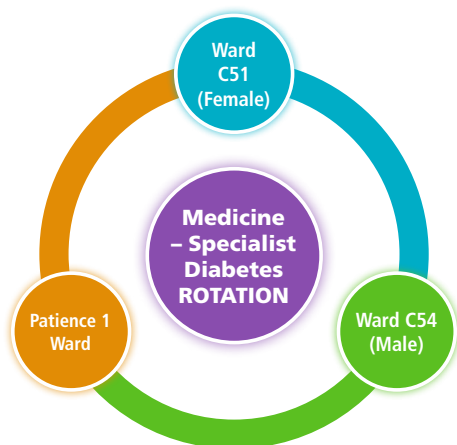 Ward
C51
(Female)
Medicine
– Specialist
Diabetes
ROTATION
Patience 1
Ward
Ward C54
(Male)